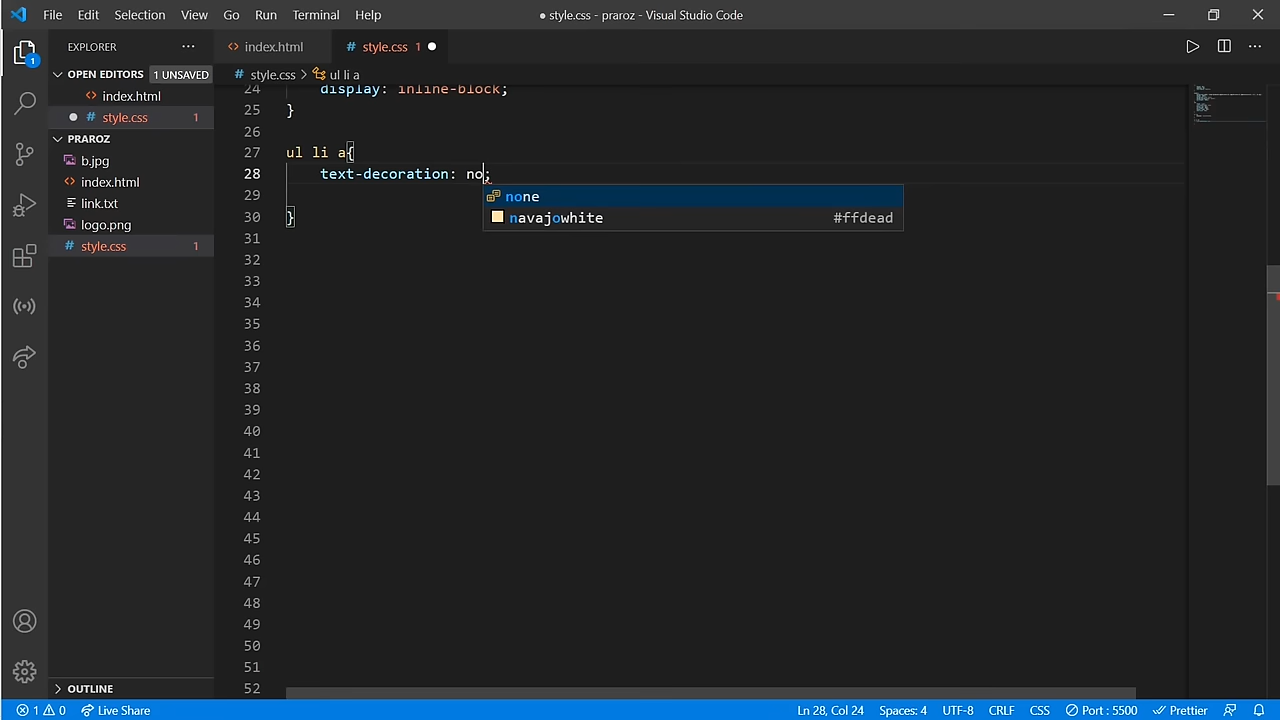 File Edit Selection View Go Run Terminal Help ● style.css - praroz - Visual Studio Code
EXPLORER ···
index.html
# style.css 1 ●
OPEN EDITORS 1 UNSAVED
index.html
● # style.css 1
PRAROZ
b.jpg
index.html
link.txt
logo.png
# style.css 1
OUTLINE
# style.css > ul li a
24 display: inline-block;
25 }
26
27 ul li a{
28 text-decoration: no;
none
navajowhite #ffdead
29
30 }
31
32
33
34
35
36
37
38
39
40
41
42
43
44
45
46
47
48
49
50
51
52
1 0 Live Share Ln 28, Col 24 Spaces: 4 UTF-8 CRLF CSS Port : 5500 Prettier
1